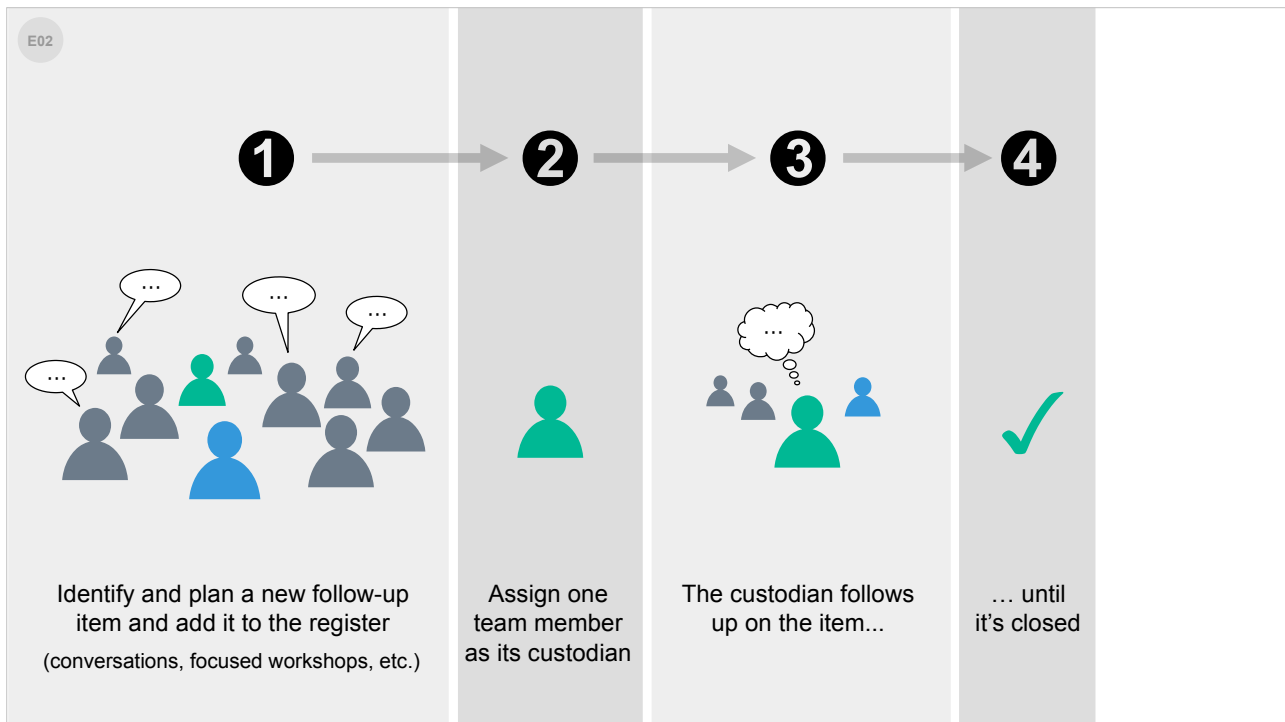 E02
1
2
3
4
...
...
...
...
...
Identify and plan a new follow-up
item and add it to the register
(conversations, focused workshops, etc.)
Assign one
team member
as its custodian
The custodian follows
up on the item...
… until
it’s closed